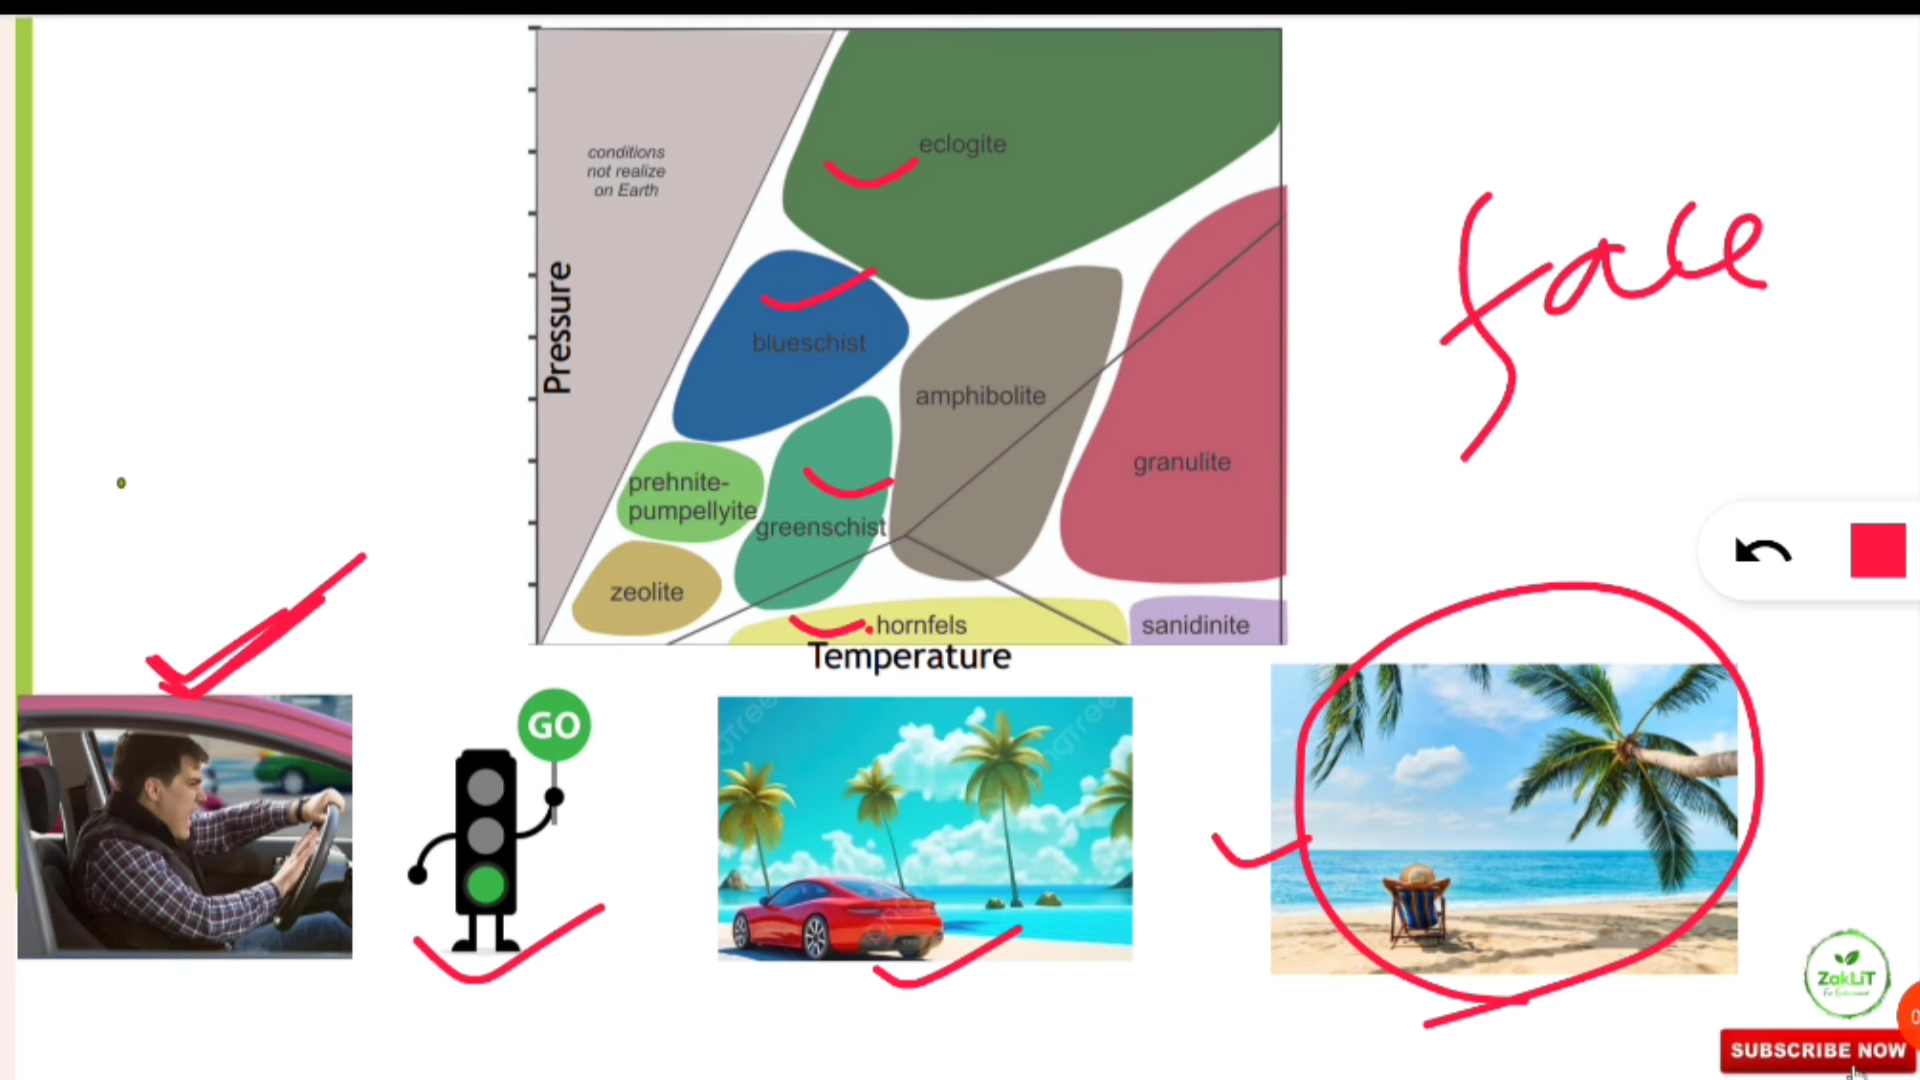 conditions
not realize
on Earth
eclogite
Pressure
blueschist
amphibolite
granulite
prehnite-
pumpellyite
greenschist
zeolite
hornfels
sanidinite
Temperature
GO
ZakLiT
SUBSCRIBE NOW